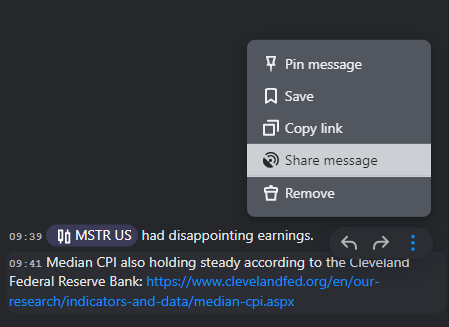 Pin message
Save
Copy link
Share message
Remove
09:39 MSTR US had disappointing earnings.
09:41 Median CPI also holding steady according to the Cleveland
Federal Reserve Bank: https://www.clevelandfed.org/en/our-
research/indicators-and-data/median-cpi.aspx